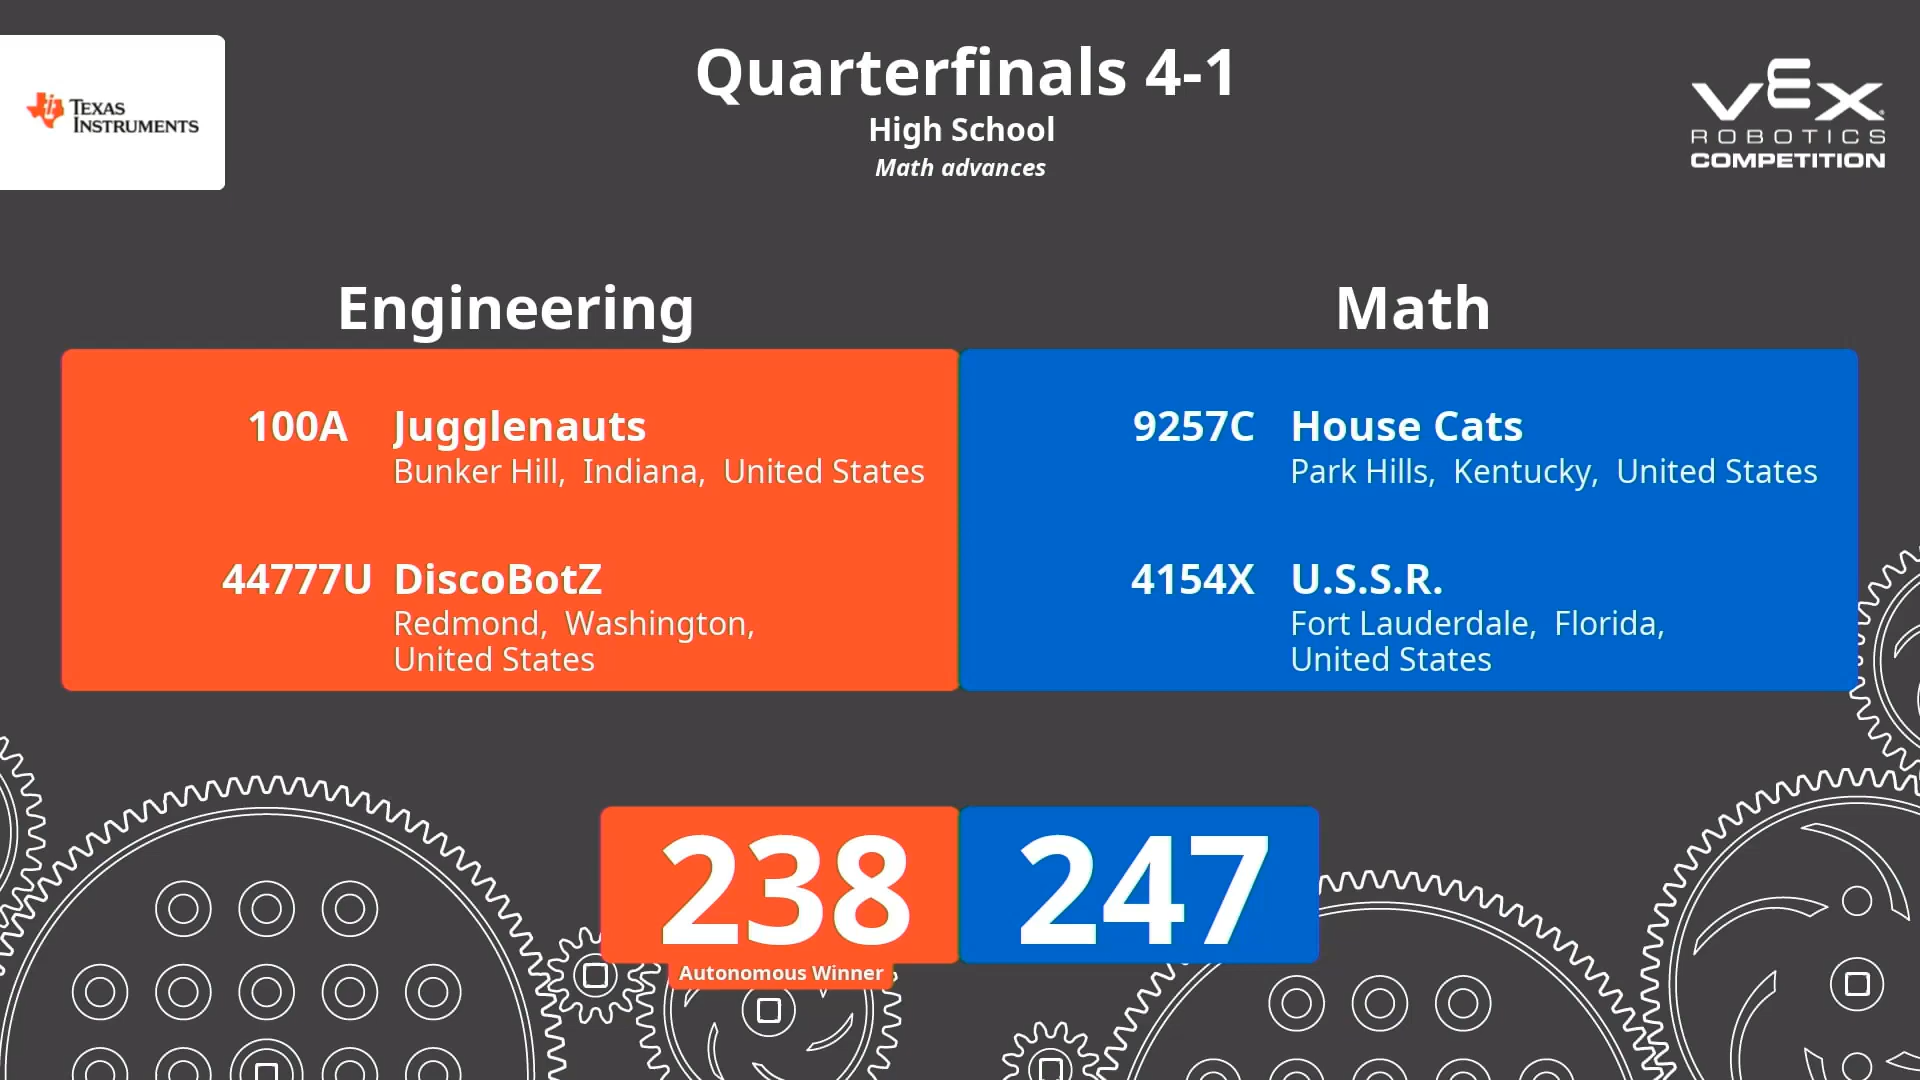 Texas
Instruments
Quarterfinals 4-1
High School
Math advances
VEX
ROBOTICS
COMPETITION
Engineering
100A Jugglenauts
Bunker Hill, Indiana, United States
44777U DiscoBotZ
Redmond, Washington,
United States
Math
9257C House Cats
Park Hills, Kentucky, United States
4154X U.S.S.R.
Fort Lauderdale, Florida,
United States
238
Autonomous Winner
247